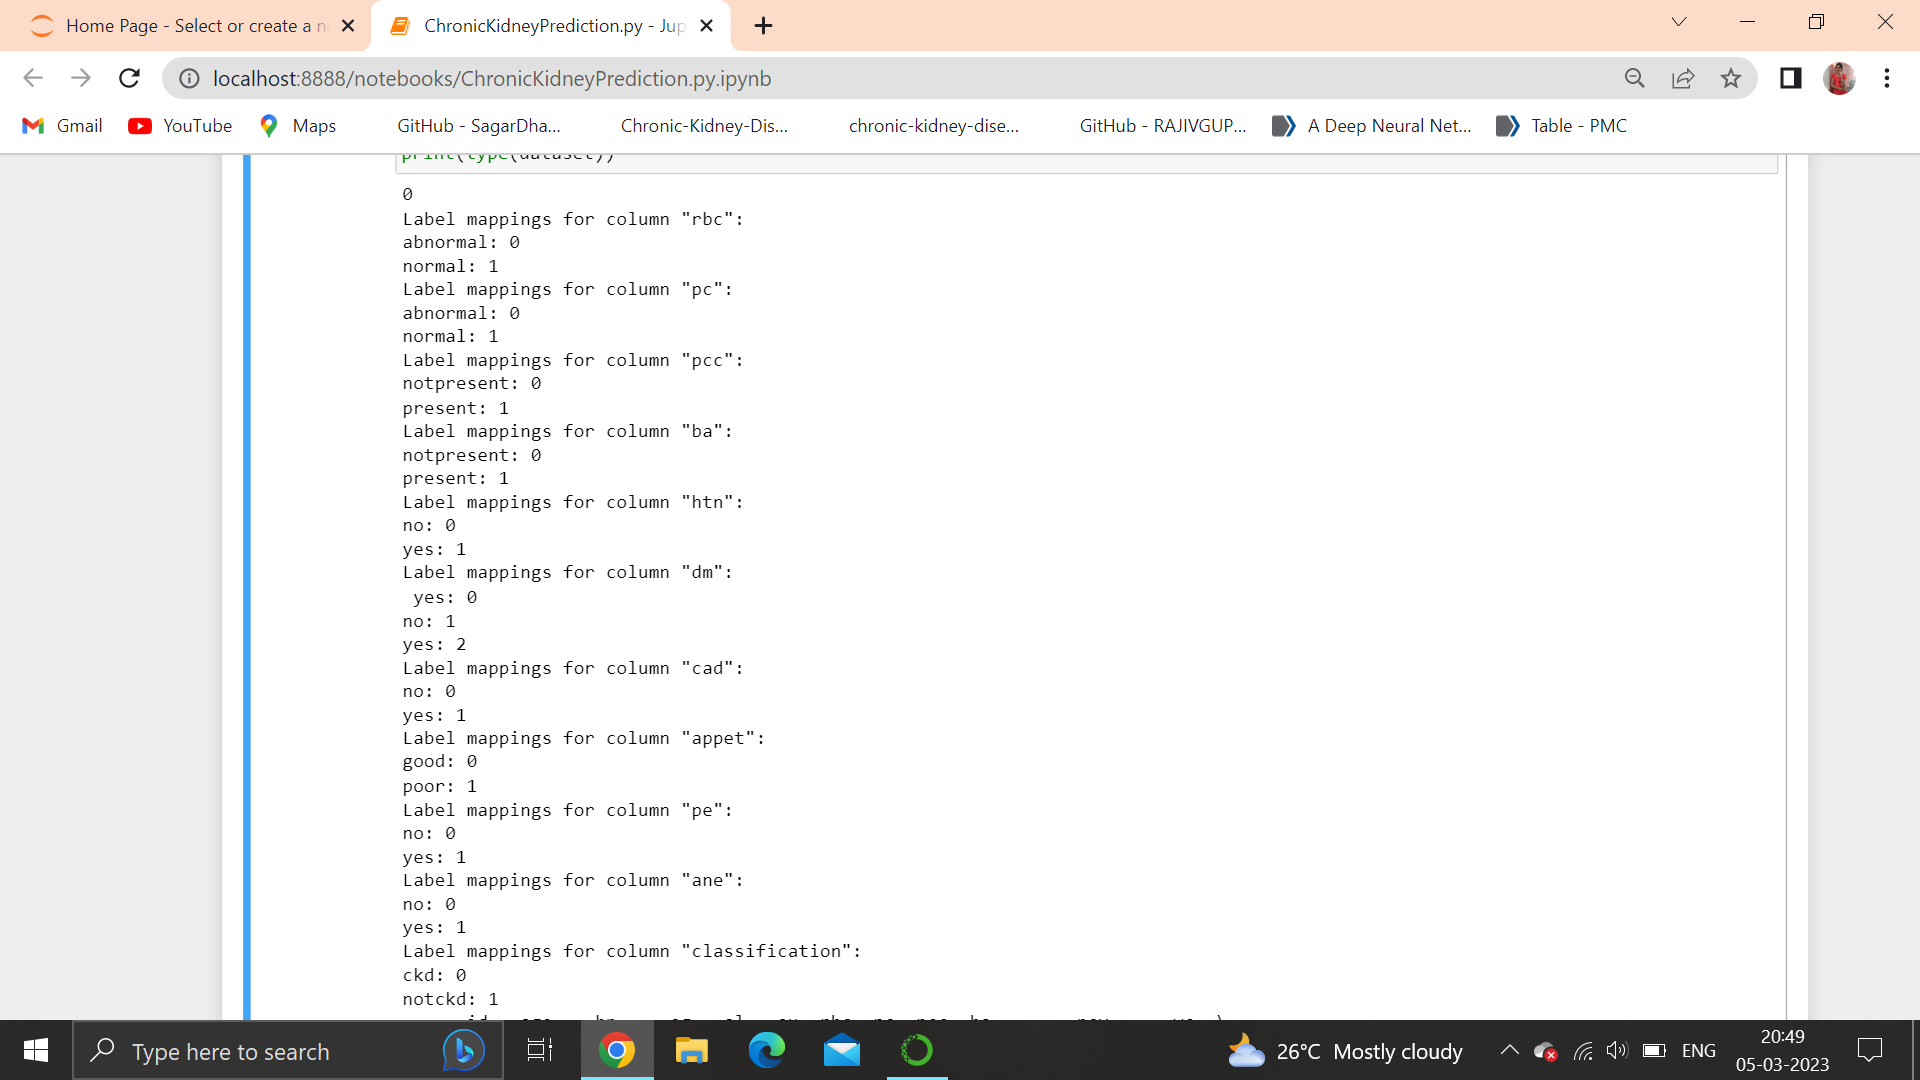 Home Page - Select or create a n
ChronicKidneyPrediction.py - Jup
localhost:8888/notebooks/ChronicKidneyPrediction.py.ipynb
Gmail
YouTube
Maps
GitHub - SagarDha...
Chronic-Kidney-Dis...
chronic-kidney-dise...
GitHub - RAJIVGUP...
A Deep Neural Net...
Table - PMC
print(type(dataset))
0
Label mappings for column "rbc":
abnormal: 0
normal: 1
Label mappings for column "pc":
abnormal: 0
normal: 1
Label mappings for column "pcc":
notpresent: 0
present: 1
Label mappings for column "ba":
notpresent: 0
present: 1
Label mappings for column "htn":
no: 0
yes: 1
Label mappings for column "dm":
 yes: 0
no: 1
yes: 2
Label mappings for column "cad":
no: 0
yes: 1
Label mappings for column "appet":
good: 0
poor: 1
Label mappings for column "pe":
no: 0
yes: 1
Label mappings for column "ane":
no: 0
yes: 1
Label mappings for column "classification":
ckd: 0
notckd: 1
Type here to search
26°C Mostly cloudy
ENG
20:49
05-03-2023